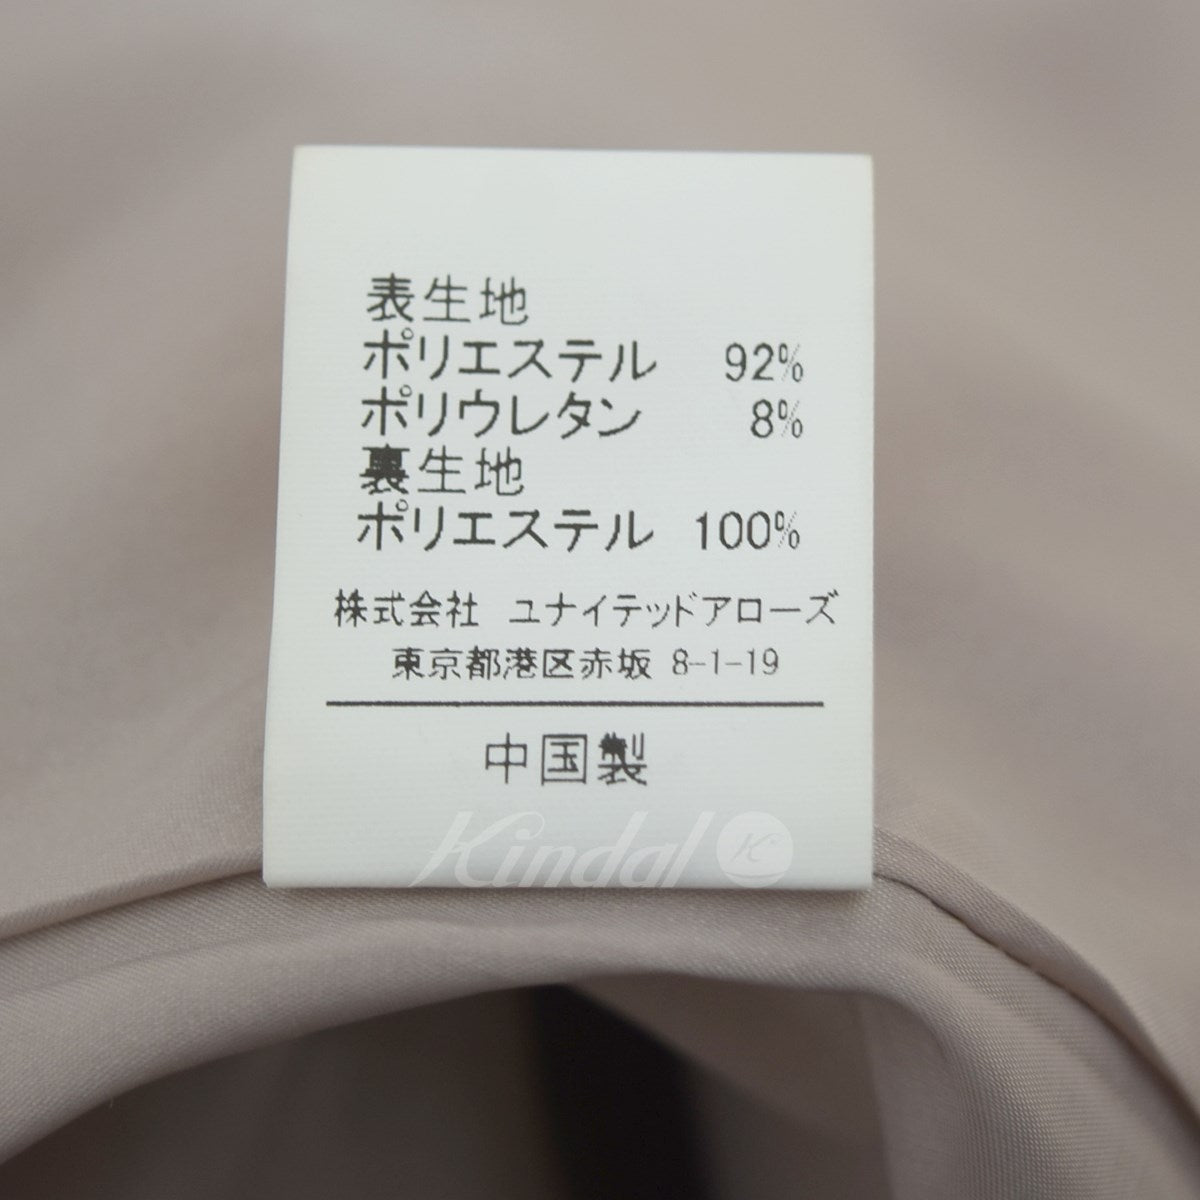 表生地
ポリエステル 92%
ポリウレタン 8%
裏生地
ポリエステル 100%
株式会社 ユナイテッドアローズ
東京都港区赤坂 8-1-19
中国製
Kindal K